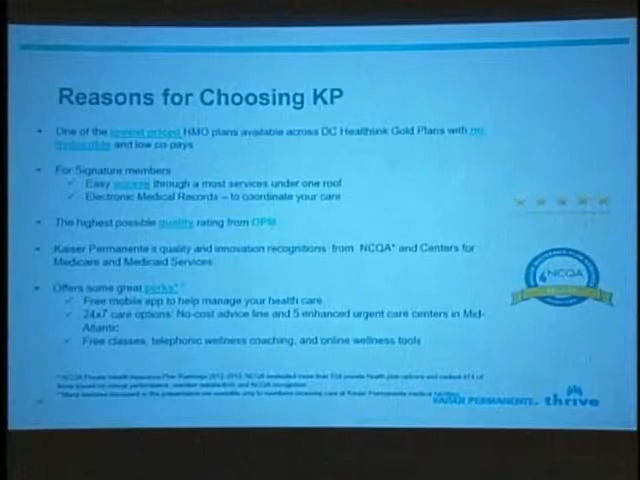 Reasons for Choosing KP
• One of the lowest priced HMO plans available across DC Healthlink Gold Plans with no
deductible and low co-pays
• For Signature members
✓ Easy access through a most services under one roof
✓ Electronic Medical Records – to coordinate your care
• The highest possible quality rating from OPM
• Kaiser Permanente a quality and innovation recognitions from NCQA* and Centers for
Medicare and Medicaid Services
• Offers some great perks**
✓ Free mobile app to help manage your health care
✓ 24x7 care options: No-cost advice line and 5 enhanced urgent care centers in Mid-
Atlantic
✓ Free classes, telephonic wellness coaching, and online wellness tools
NCQA
KAISER PERMANENTE. thrive